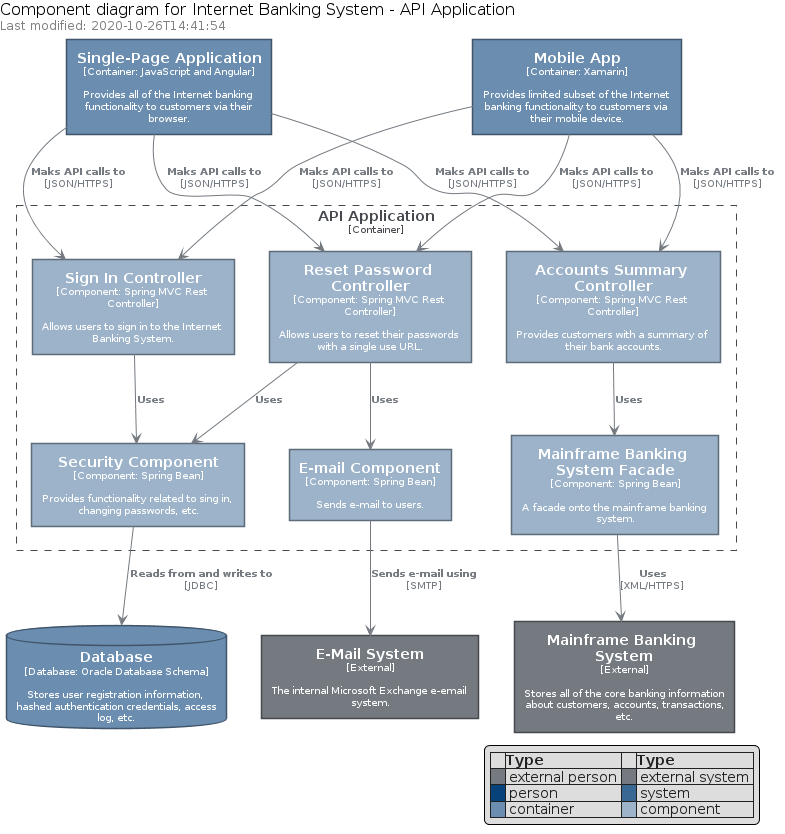 Component diagram for Internet Banking System - API Application
Last modified: 2020-10-26T14:41:54
Single-Page Application
[Container: JavaScript and Angular]
Provides all of the Internet banking
functionality to customers via their
browser.
Mobile App
[Container: Xamarin]
Provides limited subset of the Internet
banking functionality to customers via
their mobile device.
Maks API calls to
[JSON/HTTPS]
Maks API calls to
[JSON/HTTPS]
Maks API calls to
[JSON/HTTPS]
Maks API calls to
[JSON/HTTPS]
Maks API calls to
[JSON/HTTPS]
Maks API calls to
[JSON/HTTPS]
API Application
[Container]
Sign In Controller
[Component: Spring MVC Rest
Controller]
Allows users to sign in to the Internet
Banking System.
Reset Password
Controller
[Component: Spring MVC Rest
Controller]
Allows users to reset their passwords
with a single use URL.
Accounts Summary
Controller
[Component: Spring MVC Rest
Controller]
Provides customers with a summary of
their bank accounts.
Uses
Uses
Uses
Uses
Security Component
[Component: Spring Bean]
Provides functionality related to sing in,
changing passwords, etc.
E-mail Component
[Component: Spring Bean]
Sends e-mail to users.
Mainframe Banking
System Facade
[Component: Spring Bean]
A facade onto the mainframe banking
system.
Reads from and writes to
[JDBC]
Sends e-mail using
[SMTP]
Uses
[XML/HTTPS]
Database
[Database: Oracle Database Schema]
Stores user registration information,
hashed authentication credentials, access
log, etc.
E-Mail System
[External]
The internal Microsoft Exchange e-email
system.
Mainframe Banking
System
[External]
Stores all of the core banking information
about customers, accounts, transactions,
etc.
Type Type
external person external system
person system
container component